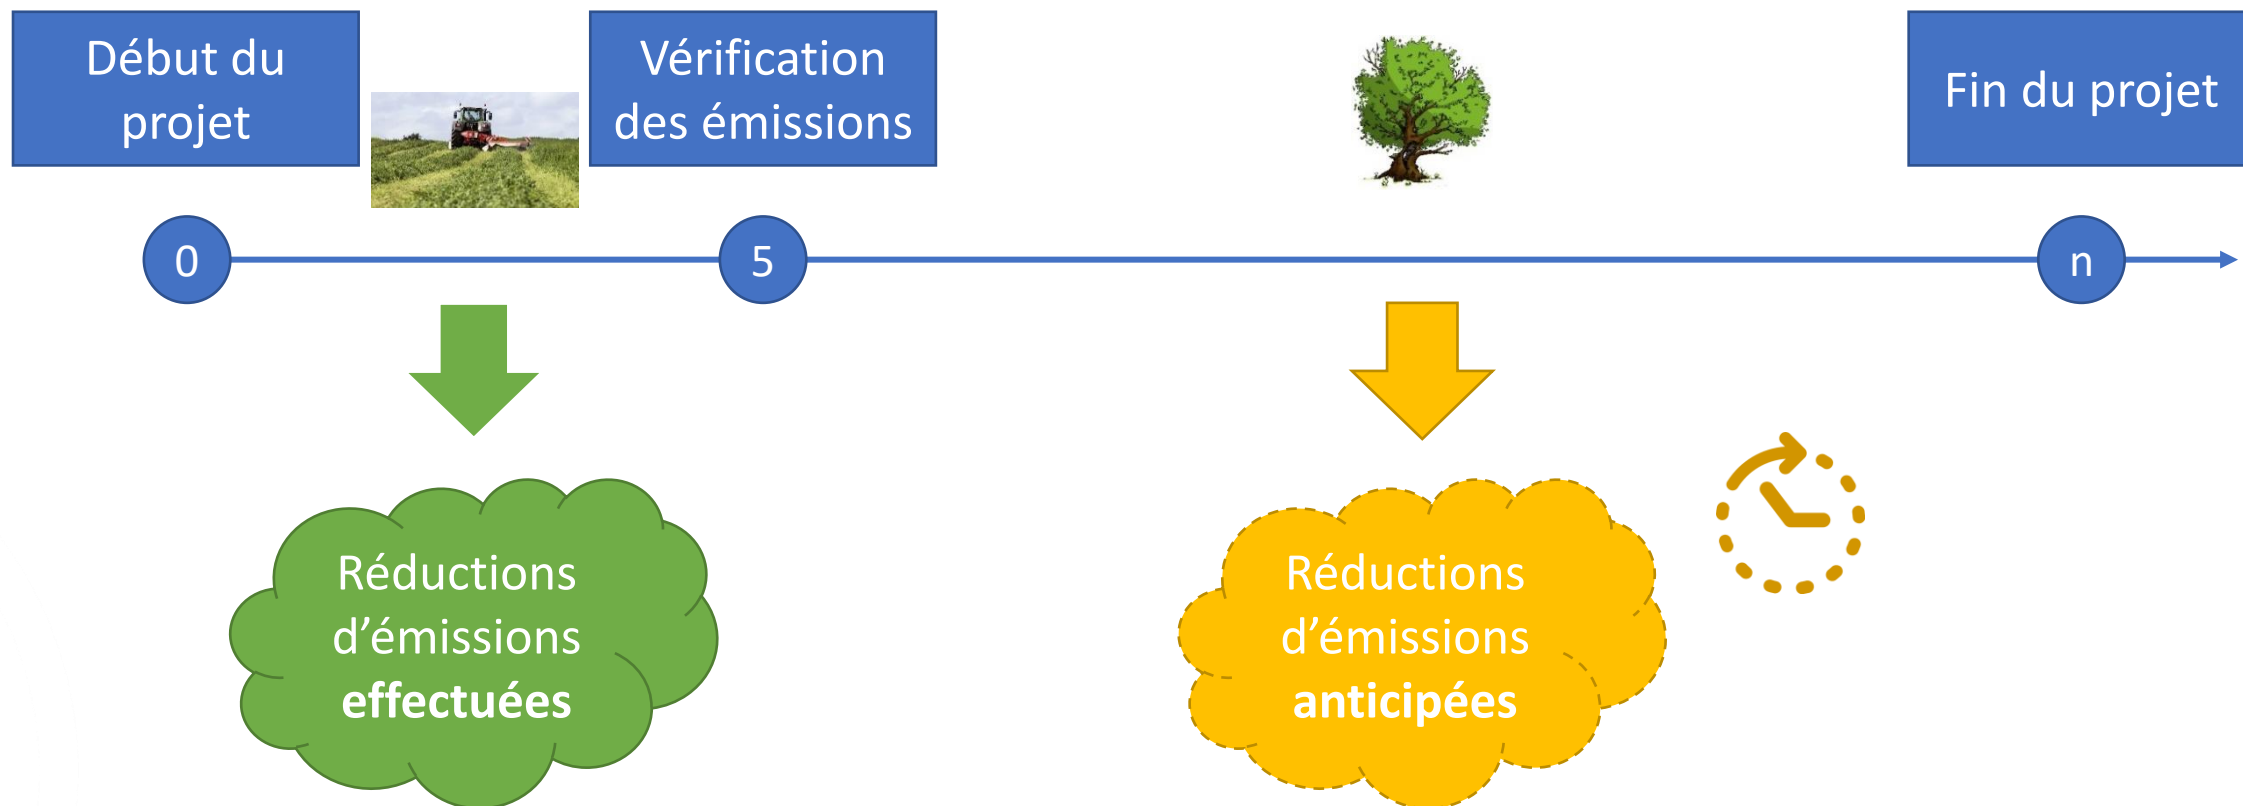 Début du
projet
Vérification
des émissions
Fin du projet
0
5
n
Réductions
d’émissions
effectuées
Réductions
d’émissions
anticipées